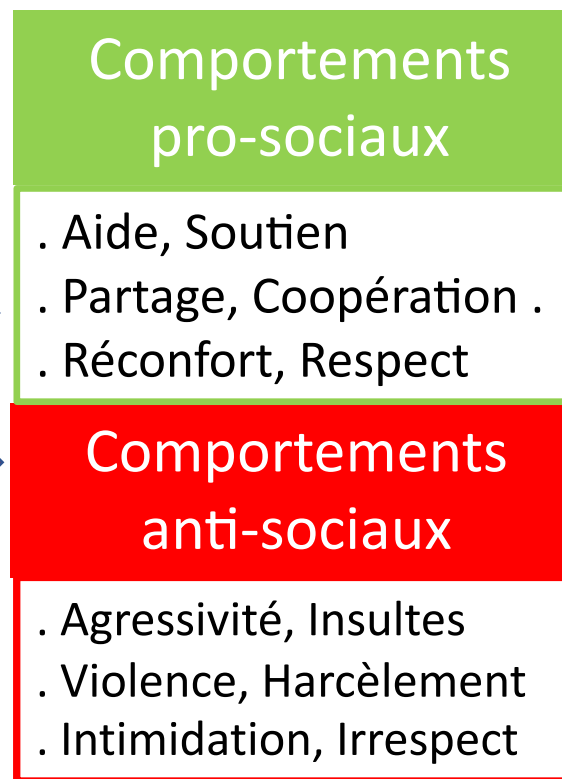 Comportements
pro-sociaux
. Aide, Soutien
. Partage, Coopération .
. Réconfort, Respect
Comportements
anti-sociaux
. Agressivité, Insultes
. Violence, Harcèlement
. Intimidation, Irrespect